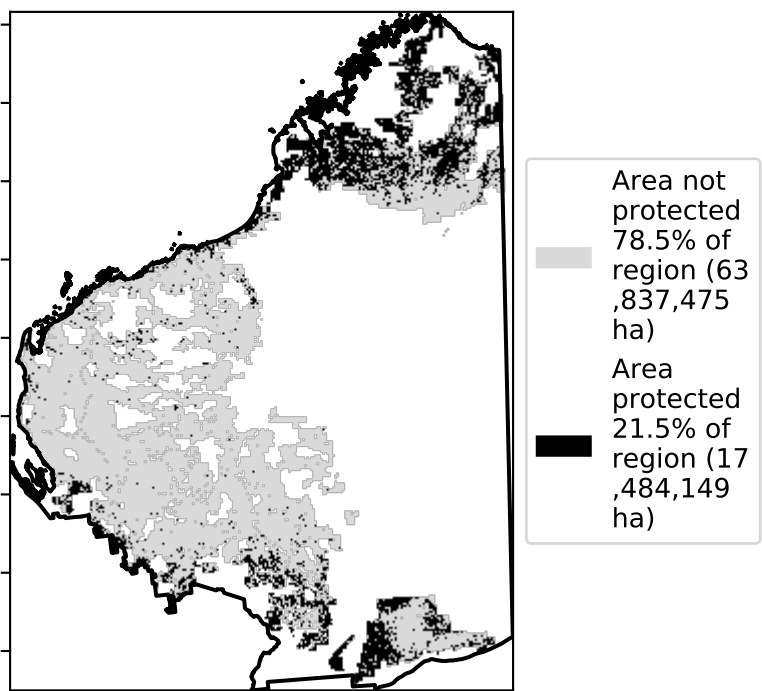 Area not
protected
78.5% of
region (63
,837,475
ha)
Area
protected
21.5% of
region (17
,484,149
ha)